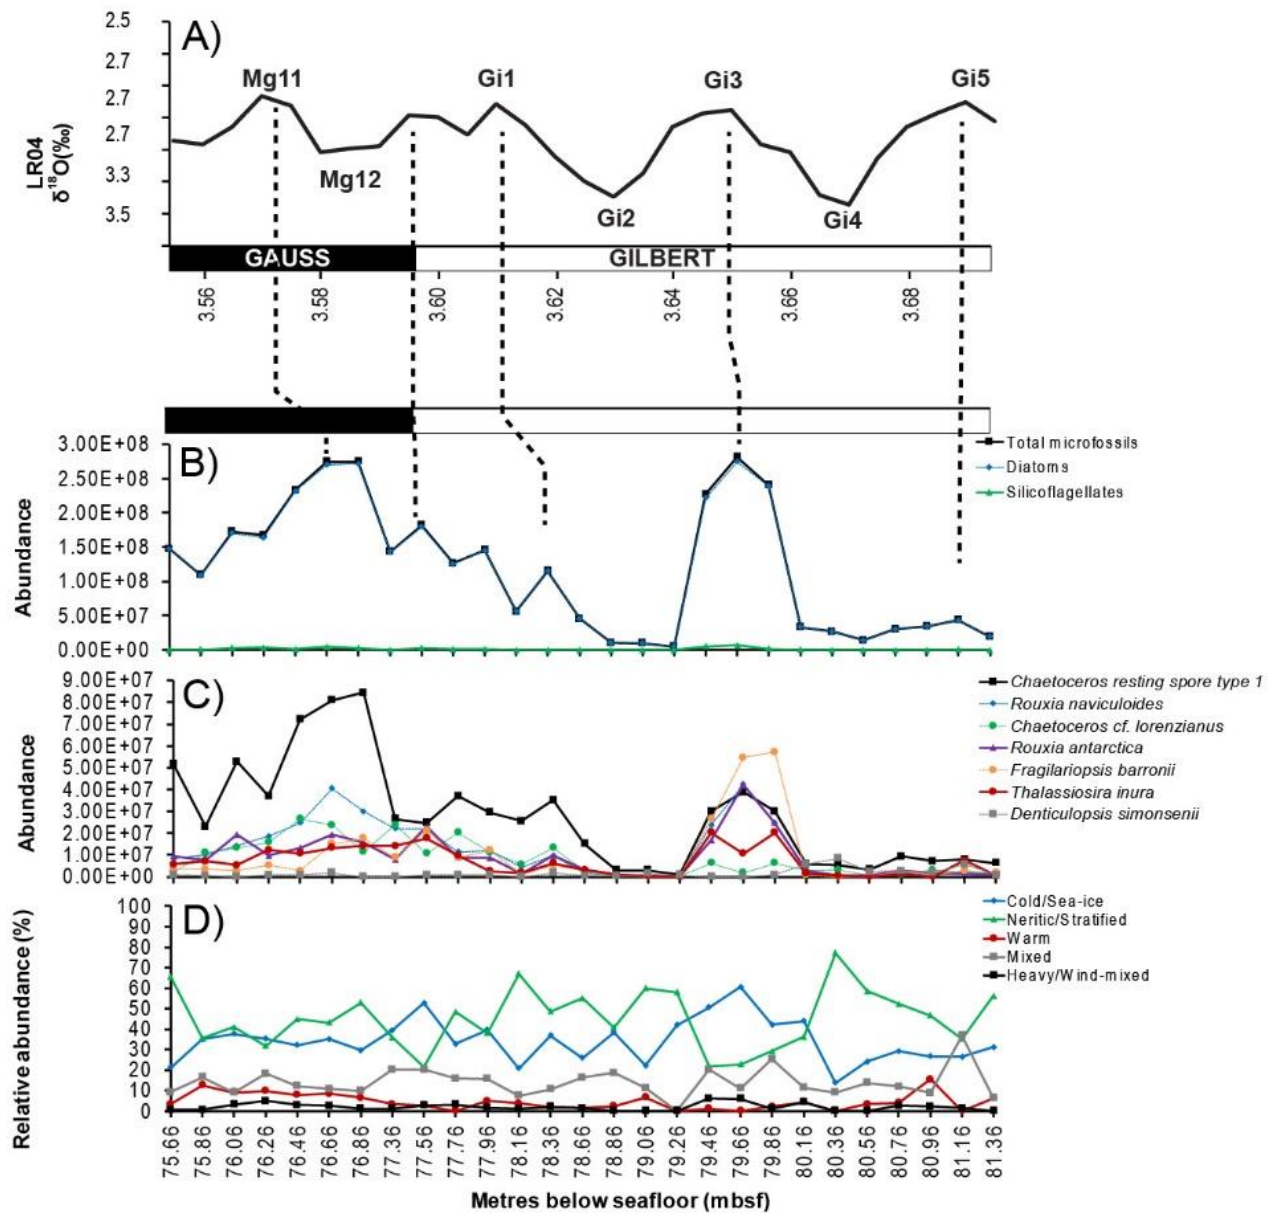 A)
2.5
2.7
2.7
2.7
3.3
3.5
LR04
δ¹⁸O(‰)
Mg11
Gi1
Gi3
Gi5
Mg12
Gi2
Gi4
GAUSS
GILBERT
3.56
3.58
3.60
3.62
3.64
3.66
3.68
B)
3.00E+08
2.50E+08
2.00E+08
1.50E+08
1.00E+08
5.00E+07
0.00E+00
Abundance
Total microfossils
Diatoms
Silicoflagellates
C)
9.00E+07
8.00E+07
7.00E+07
6.00E+07
5.00E+07
4.00E+07
3.00E+07
2.00E+07
1.00E+07
0.00E+00
Abundance
Chaetoceros resting spore type 1
Rouxia naviculoides
Chaetoceros cf. lorenzianus
Rouxia antarctica
Fragilariopsis barronii
Thalassiosira inura
Denticulopsis simonsenii
D)
100
90
80
70
60
50
40
30
20
10
0
Relative abundance (%)
Cold/Sea-ice
Neritic/Stratified
Warm
Mixed
Heavy/Wind-mixed
75.66
75.86
76.06
76.26
76.46
76.66
76.86
77.36
77.56
77.76
77.96
78.16
78.36
78.66
78.86
79.06
79.26
79.46
79.66
79.86
80.16
80.36
80.56
80.76
80.96
81.16
81.36
Metres below seafloor (mbsf)